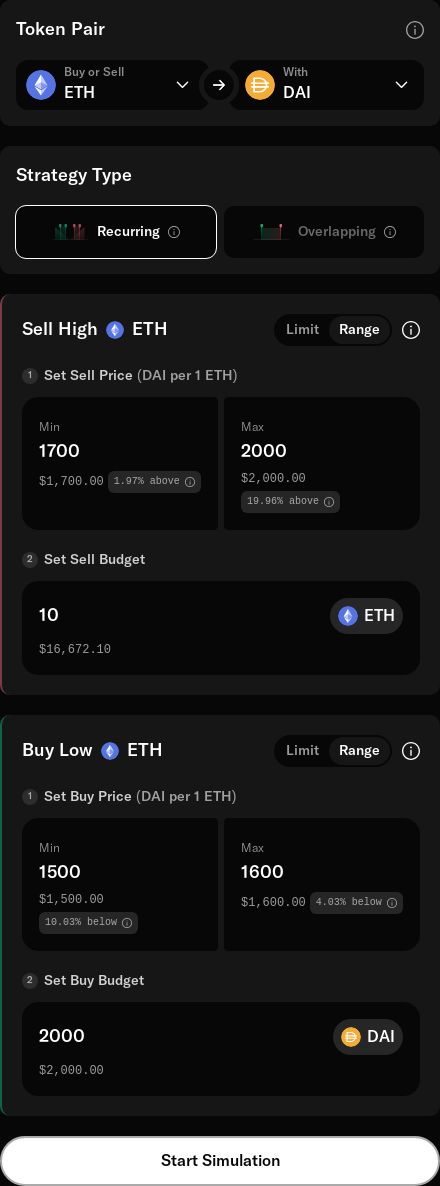 Token Pair
Buy or Sell
ETH
With
DAI
Strategy Type
Recurring
Overlapping
Sell High ETH
Limit Range
1 Set Sell Price (DAI per 1 ETH)
Min
1700
$1,700.00 1.97% above
Max
2000
$2,000.00
19.96% above
2 Set Sell Budget
10
ETH
$16,672.10
Buy Low ETH
Limit Range
1 Set Buy Price (DAI per 1 ETH)
Min
1500
$1,500.00
10.03% below
Max
1600
$1,600.00 4.03% below
2 Set Buy Budget
2000
DAI
$2,000.00
Start Simulation